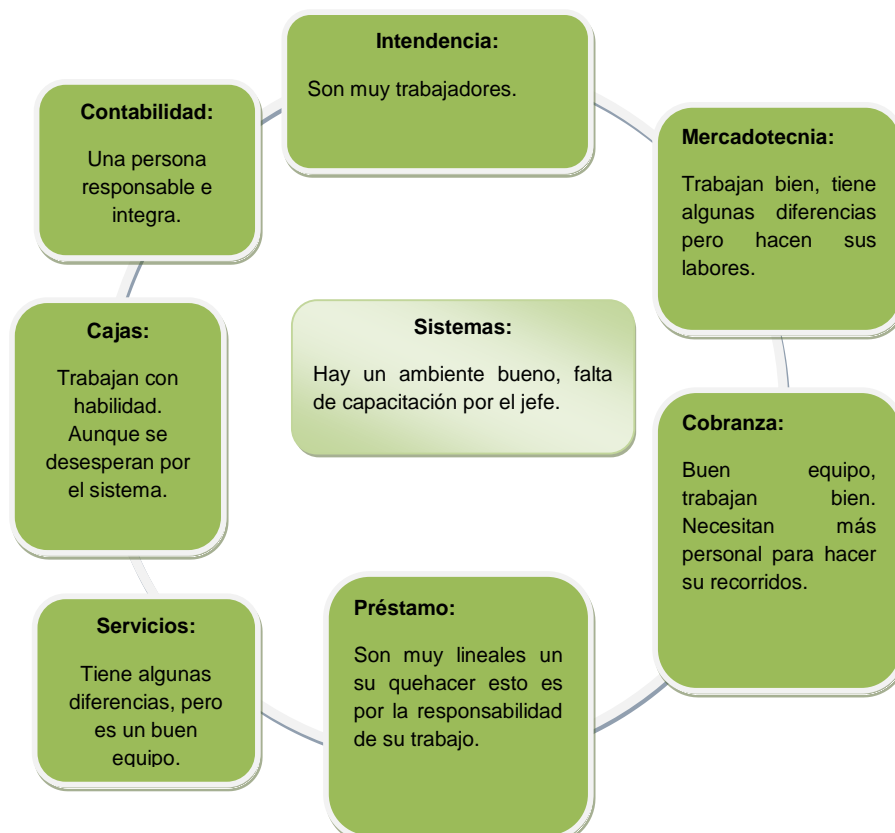 Intendencia:
Son muy trabajadores.
Contabilidad:
Una persona
responsable e
integra.
Mercadotecnia:
Trabajan bien, tiene
algunas diferencias
pero hacen sus
labores.
Cajas:
Trabajan con
habilidad.
Aunque se
desesperan por
el sistema.
Sistemas:
Hay un ambiente bueno, falta
de capacitación por el jefe.
Cobranza:
Buen equipo,
trabajan bien.
Necesitan más
personal para hacer
su recorridos.
Servicios:
Tiene algunas
diferencias, pero
es un buen
equipo.
Préstamo:
Son muy lineales un
su quehacer esto es
por la responsabilidad
de su trabajo.